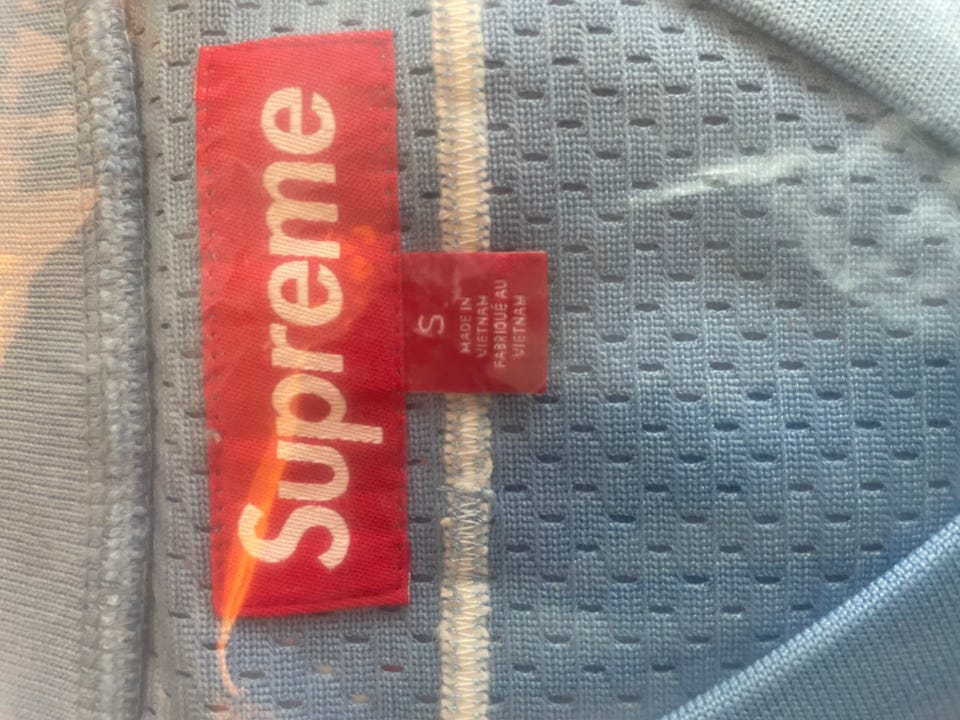 Supreme
S
MADE IN
VIETNAM
FABRIQUÉ AU
VIETNAM